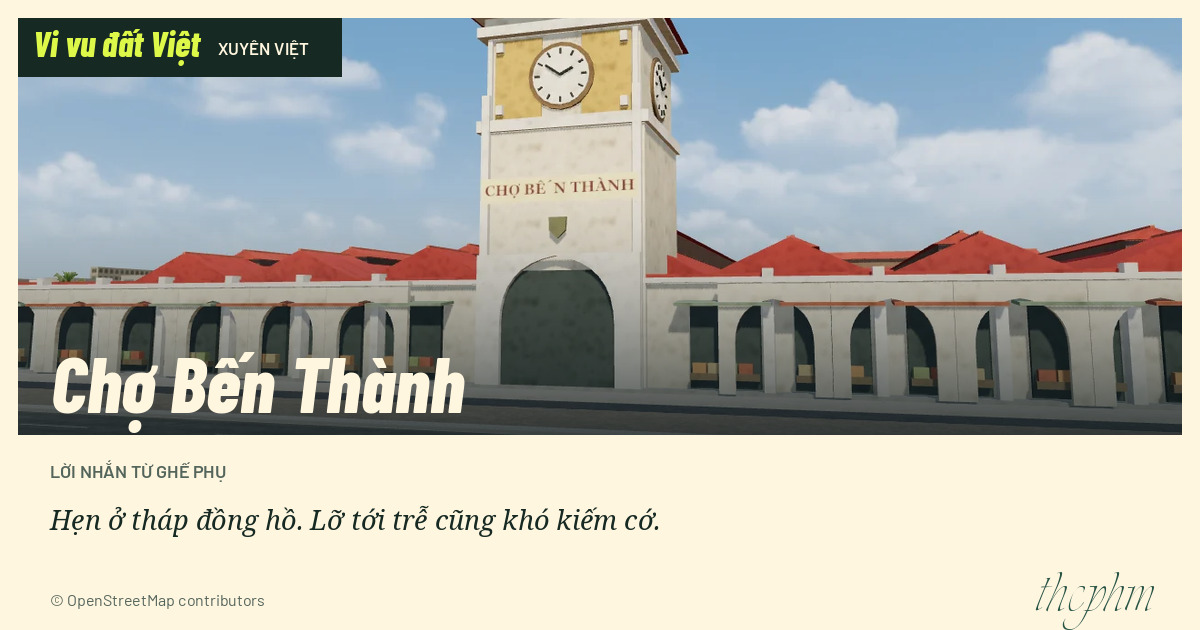 Vi vu đất Việt XUYÊN VIỆT
CHỢ BẾN THÀNH
Chợ Bến Thành
LỜI NHẮN TỪ GHẾ PHỤ
Hẹn ở tháp đồng hồ. Lỡ tới trễ cũng khó kiếm cớ.
© OpenStreetMap contributors
thcphm